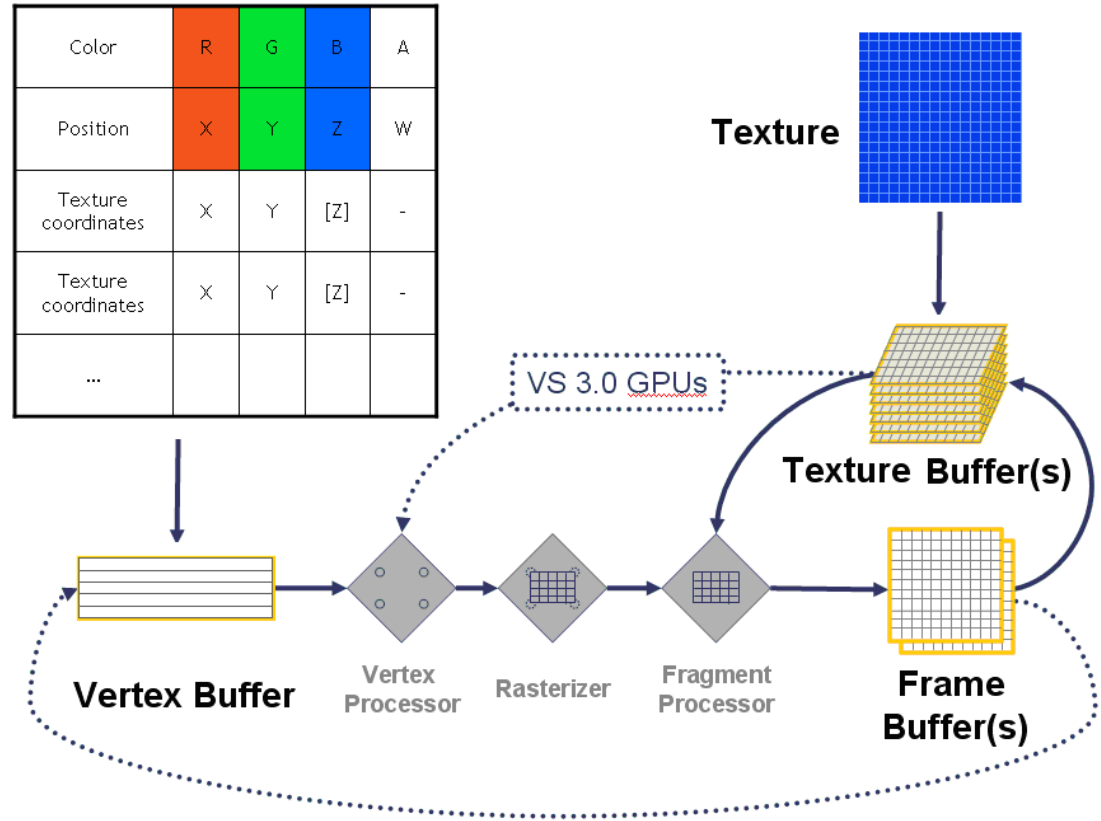 Color R G B A
Position X Y Z W
Texture
coordinates X Y [Z] -
Texture
coordinates X Y [Z] -
...
Texture
VS 3.0 GPUs
Texture Buffer(s)
Vertex Buffer
Vertex
Processor
Rasterizer
Fragment
Processor
Frame
Buffer(s)